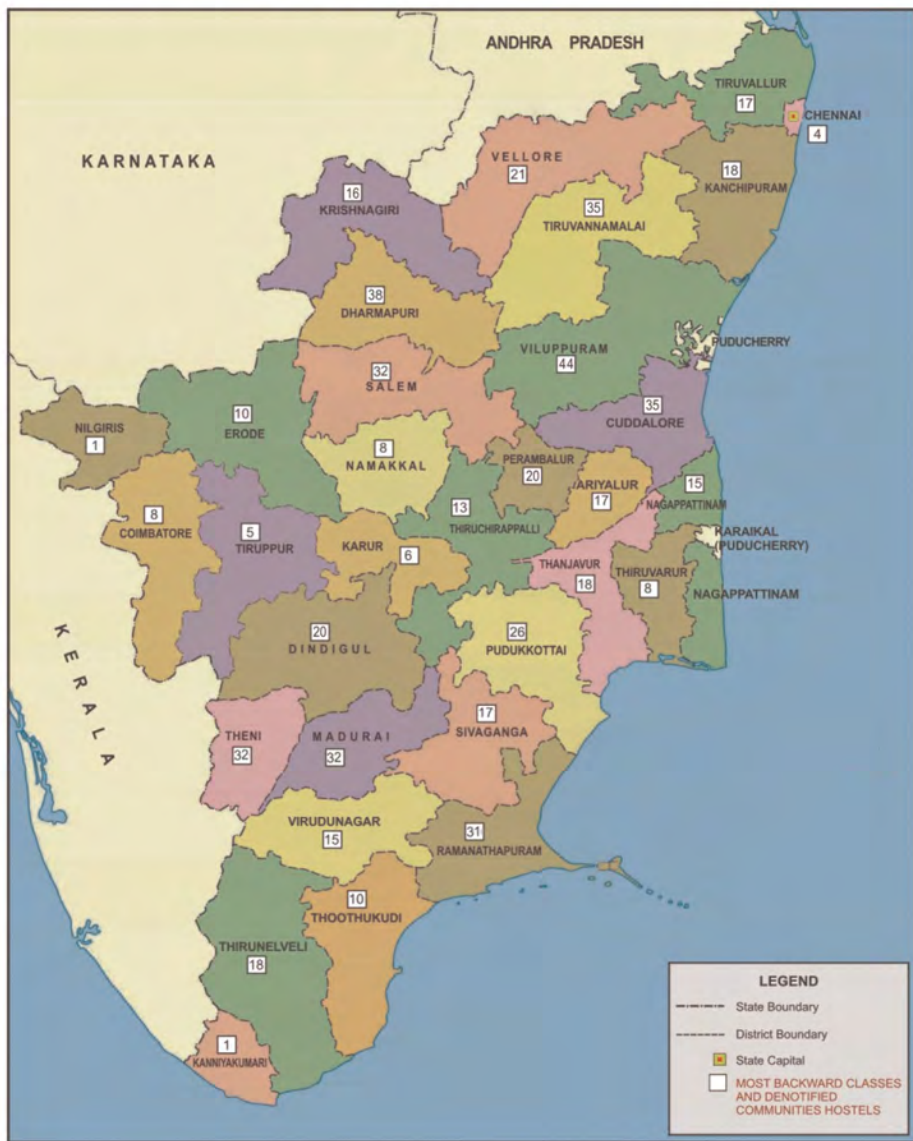 ANDHRA PRADESH
TIRUVALLUR
17
CHENNAI
4
KARNATAKA
VELLORE
21
18
KANCHIPURAM
16
KRISHNAGIRI
35
TIRUVANNAMALAI
38
DHARMAPURI
VILUPPURAM
44
PUDUCHERRY
32
SALEM
35
CUDDALORE
NILGIRIS
1
10
ERODE
8
NAMAKKAL
PERAMBALUR
20
ARIYALUR
17
15
NAGAPPATTINAM
8
COIMBATORE
5
TIRUPPUR
13
THIRUCHIRAPPALLI
KARUR
6
KARAIKAL
(PUDUCHERRY)
THANJAVUR
18
THIRUVARUR
8
NAGAPPATTINAM
20
DINDIGUL
26
PUDUKKOTTAI
KERALA
THENI
32
MADURAI
32
17
SIVAGANGA
VIRUDUNAGAR
15
31
RAMANATHAPURAM
10
THOOTHUKUDI
THIRUNELVELI
18
1
KANNIYAKUMARI
LEGEND
State Boundary
District Boundary
State Capital
MOST BACKWARD CLASSES
AND DENOTIFIED
COMMUNITIES HOSTELS